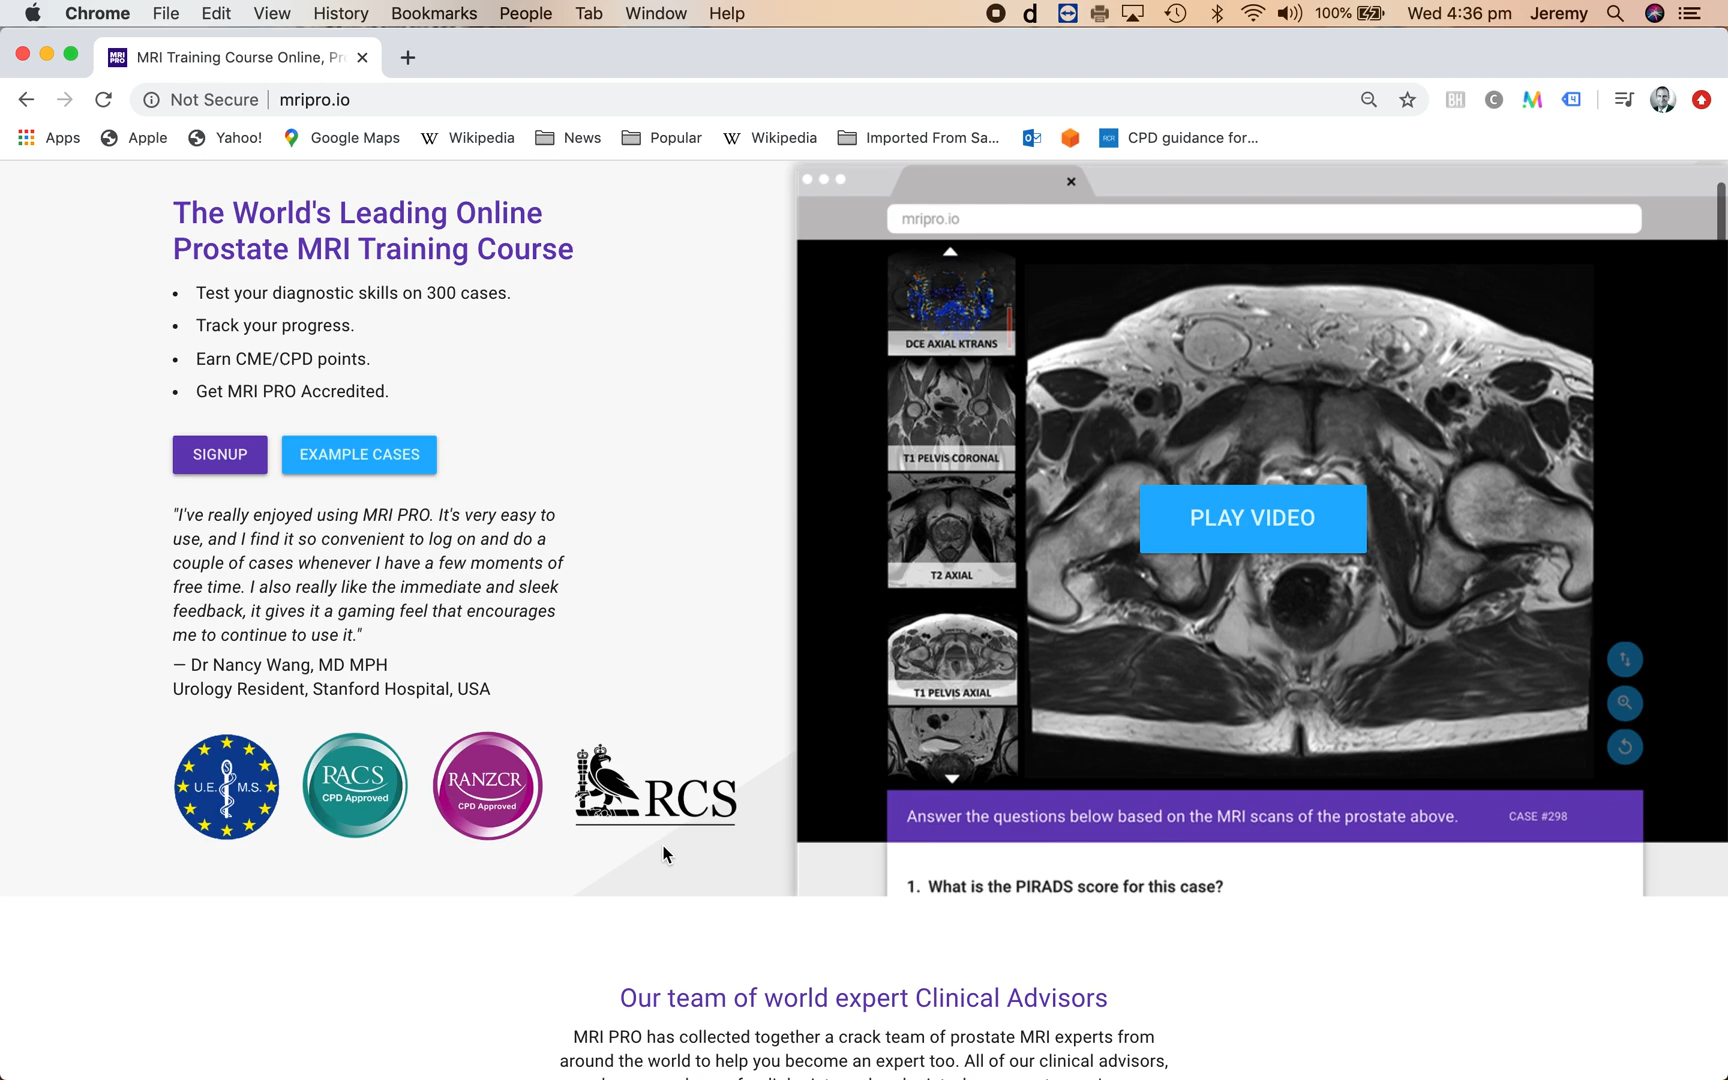 Chrome File Edit View History Bookmarks People Tab Window Help
d 100% Wed 4:36 pm Jeremy
MRI PRO MRI Training Course Online, Pr
Not Secure mripro.io
Apps Apple Yahoo! Google Maps Wikipedia News Popular Wikipedia Imported From Sa... CPD guidance for...
The World's Leading Online
Prostate MRI Training Course
• Test your diagnostic skills on 300 cases.
• Track your progress.
• Earn CME/CPD points.
• Get MRI PRO Accredited.
SIGNUP EXAMPLE CASES
"I've really enjoyed using MRI PRO. It's very easy to
use, and I find it so convenient to log on and do a
couple of cases whenever I have a few moments of
free time. I also really like the immediate and sleek
feedback, it gives it a gaming feel that encourages
me to continue to use it."
— Dr Nancy Wang, MD MPH
Urology Resident, Stanford Hospital, USA
U.E. M.S.
RACS
CPD Approved
RANZCR
CPD Approved
RCS
mripro.io
DCE AXIAL KTRANS
T1 PELVIS CORONAL
T2 AXIAL
T1 PELVIS AXIAL
PLAY VIDEO
Answer the questions below based on the MRI scans of the prostate above. CASE #298
1. What is the PIRADS score for this case?
Our team of world expert Clinical Advisors
MRI PRO has collected together a crack team of prostate MRI experts from
around the world to help you become an expert too. All of our clinical advisors,